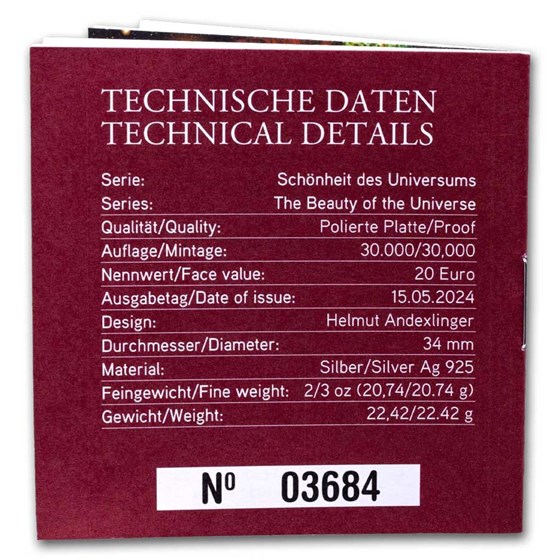 TECHNISCHE DATEN
TECHNICAL DETAILS
Serie: Schönheit des Universums
Series: The Beauty of the Universe
Qualität/Quality: Polierte Platte/Proof
Auflage/Mintage: 30.000/30,000
Nennwert/Face value: 20 Euro
Ausgabetag/Date of issue: 15.05.2024
Design: Helmut Andexlinger
Durchmesser/Diameter: 34 mm
Material: Silber/Silver Ag 925
Feingewicht/Fine weight: 2/3 oz (20,74/20.74 g)
Gewicht/Weight: 22,42/22.42 g
Nº 03684